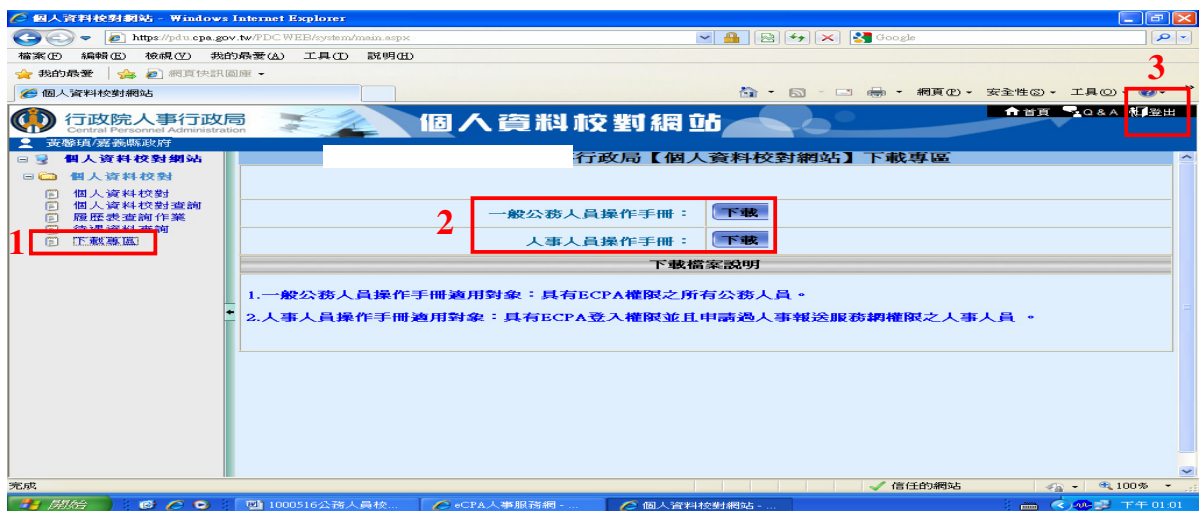 個人資料校對網站 - Windows Internet Explorer
https://pdu.cpa.gov.tw/PDCWEB/system/main.aspx
Google
檔案(F) 編輯(E) 檢視(V) 我的最愛(A) 工具(T) 說明(H)
3
我的最愛 網頁快訊圖庫
個人資料校對網站
網頁(P) 安全性(S) 工具(O)
行政院人事行政局
Central Personnel Administration
個人資料校對網站
首頁 Q & A 登出
黃馨瑱/嘉義縣政府
個人資料校對網站
行政局【個人資料校對網站】下載專區
個人資料校對
個人資料校對
個人資料校對查詢
履歷表查詢作業
待退資料查詢
1 下載專區
2
一般公務人員操作手冊： 下載
人事人員操作手冊： 下載
下載檔案說明
1.一般公務人員操作手冊適用對象：具有ECPA權限之所有公務人員。
2.人事人員操作手冊適用對象：具有ECPA登入權限並且申請過人事報送服務網權限之人事人員 。
完成
信任的網站
100%
開始
1000516公務人員校...
eCPA人事服務網 - ...
個人資料校對網站 - ...
下午 01:01